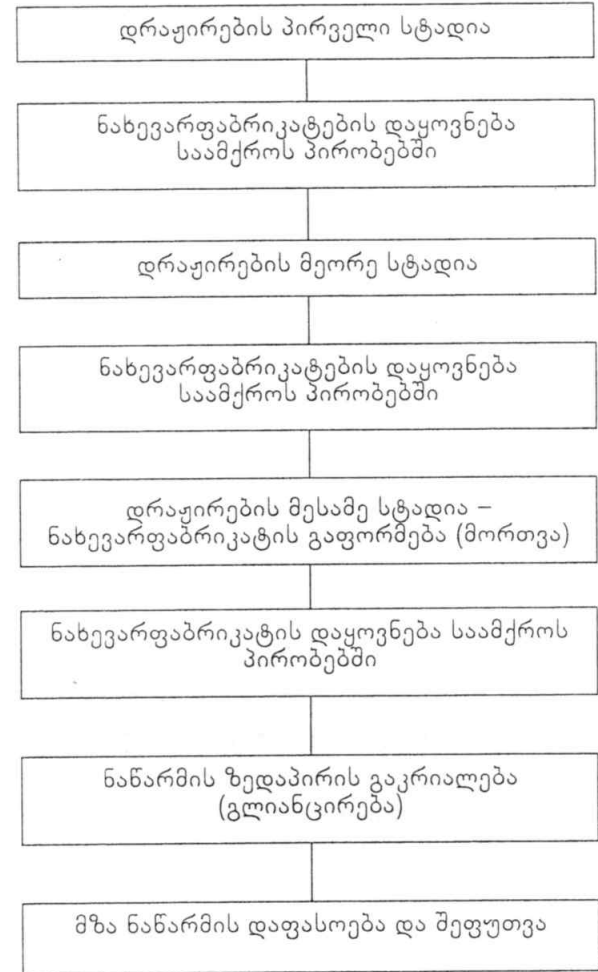 დრაჟირების პირველი სტადია
ნახევარფაბრიკატების დაყოვნება
საამქროს პირობებში
დრაჟირების მეორე სტადია
ნახევარფაბრიკატების დაყოვნება
საამქროს პირობებში
დრაჟირების მესამე სტადია –
ნახევარფაბრიკატის გაფორმება (მორთვა)
ნახევარფაბრიკატის დაყოვნება საამქროს
პირობებში
ნაწარმის ზედაპირის გაკრიალება
(გლიანცირება)
მზა ნაწარმის დაფასოება და შეფუთვა